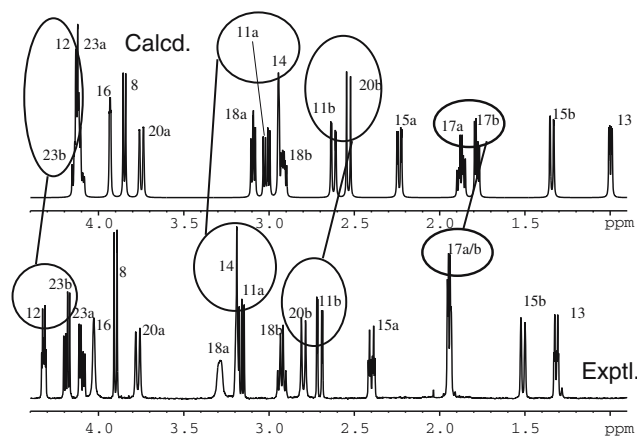 Calcd.
12 23a 16 8 20a 23b
11a 14 18a 18b
11b 20b 15a 17a 17b 15b 13
4.0 3.5 3.0 2.5 2.0 1.5 ppm
12 23b 23a 16 8 20a
18a 14 11a 18b 20b 11b 15a
17a/b 15b 13
Exptl.
4.0 3.5 3.0 2.5 2.0 1.5 ppm